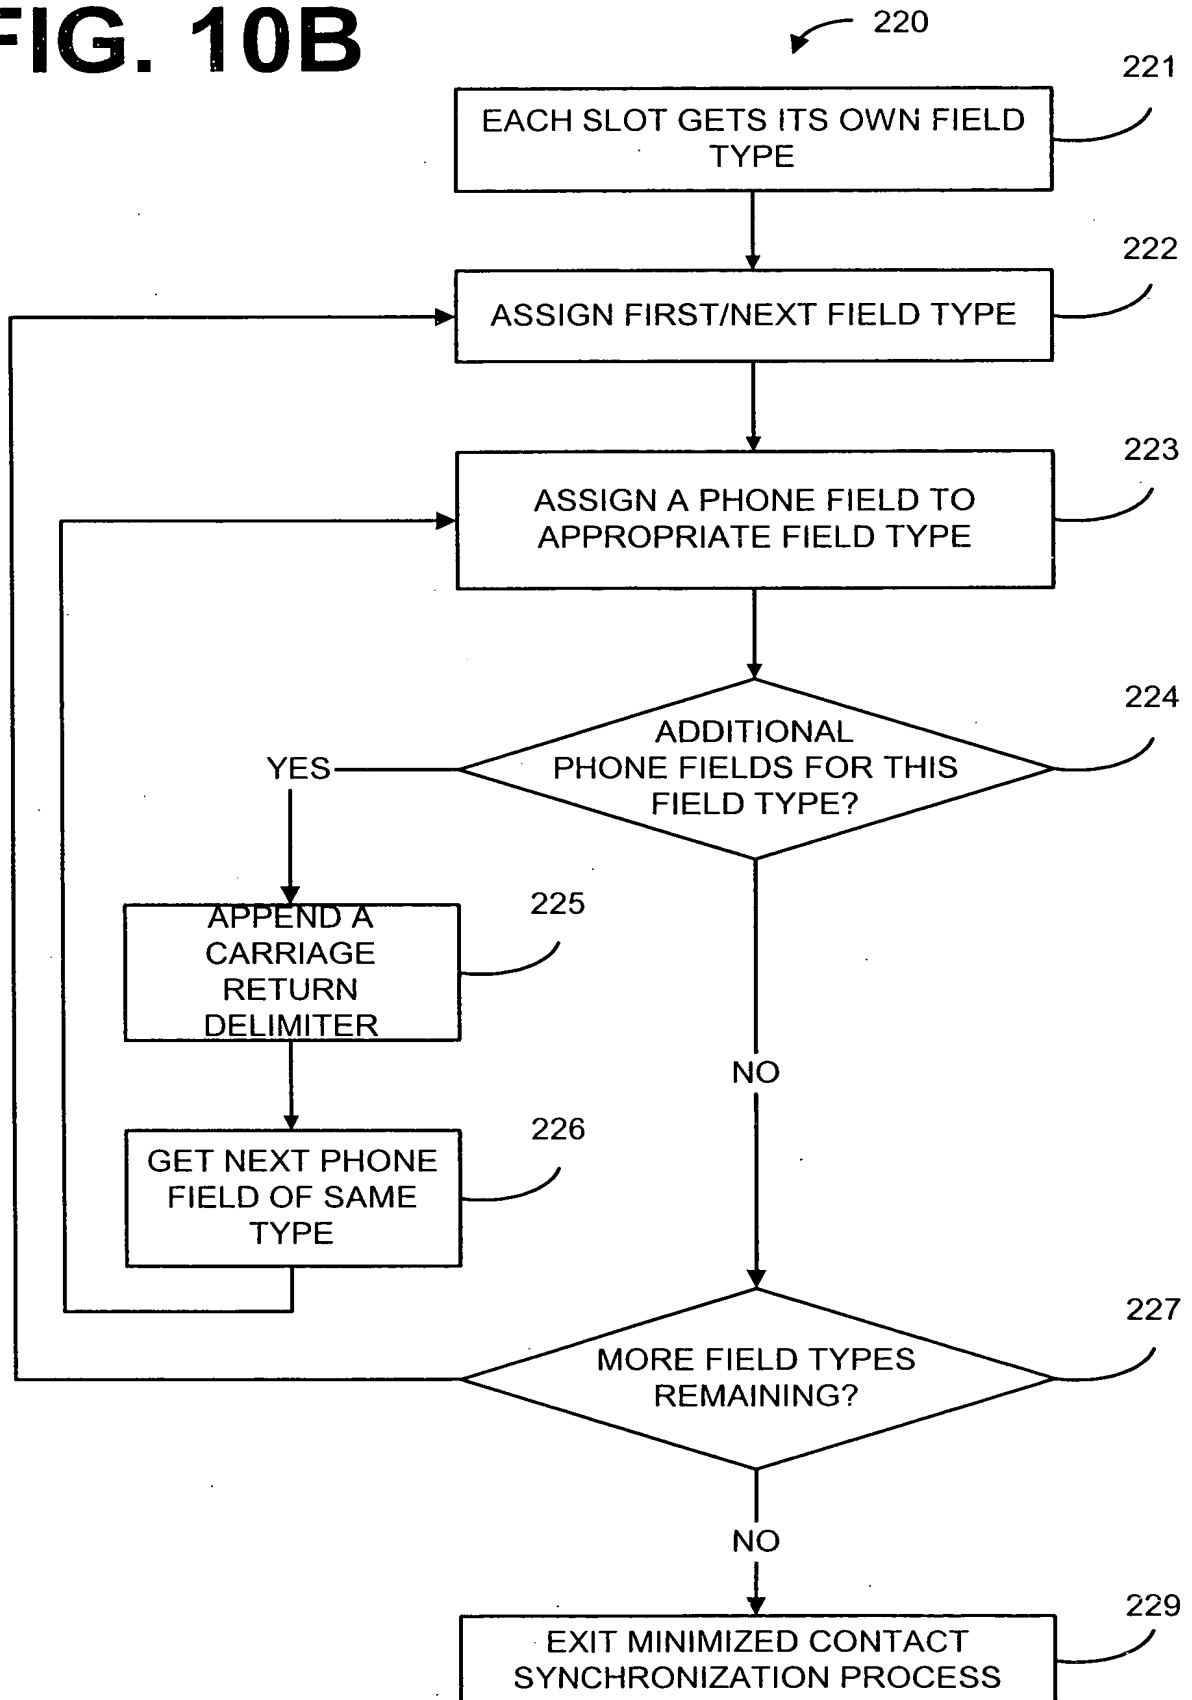 FIG. 10B
220
221
EACH SLOT GETS ITS OWN FIELD
TYPE
222
ASSIGN FIRST/NEXT FIELD TYPE
223
ASSIGN A PHONE FIELD TO
APPROPRIATE FIELD TYPE
224
ADDITIONAL
PHONE FIELDS FOR THIS
FIELD TYPE?
YES
225
APPEND A
CARRIAGE
RETURN
DELIMITER
NO
226
GET NEXT PHONE
FIELD OF SAME
TYPE
227
MORE FIELD TYPES
REMAINING?
NO
229
EXIT MINIMIZED CONTACT
SYNCHRONIZATION PROCESS